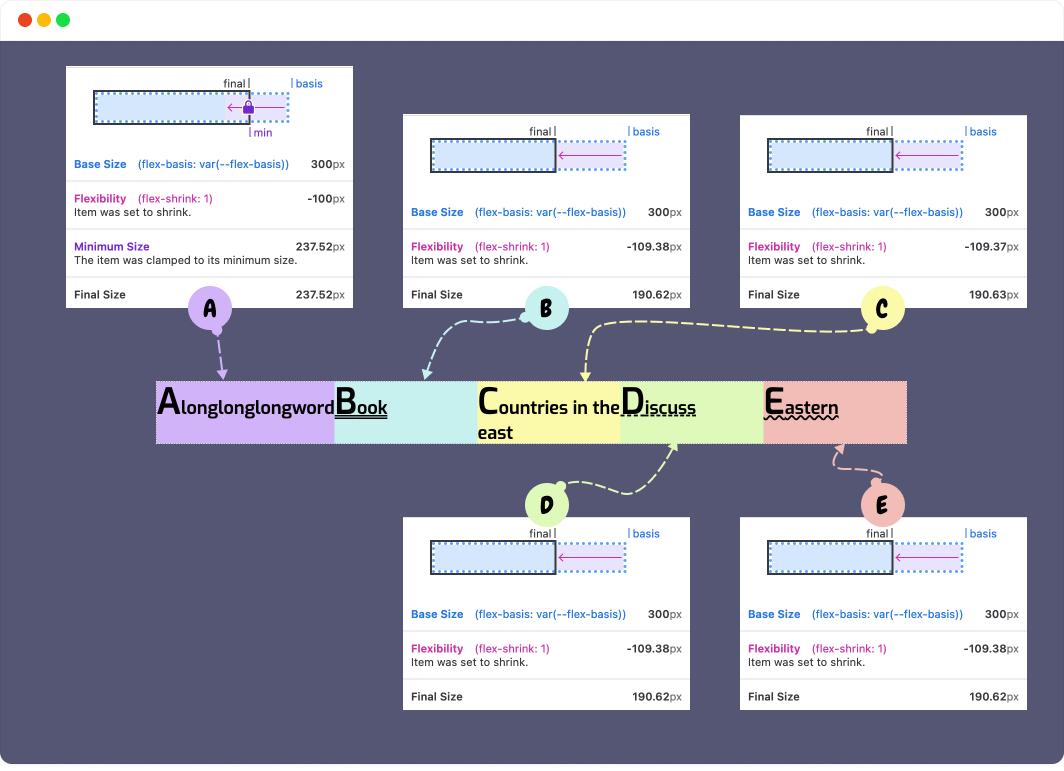 final basis
min
Base Size (flex-basis: var(--flex-basis)) 300px
Flexibility (flex-shrink: 1) -100px
Item was set to shrink.
Minimum Size 237.52px
The item was clamped to its minimum size.
Final Size 237.52px
A
final basis
Base Size (flex-basis: var(--flex-basis)) 300px
Flexibility (flex-shrink: 1) -109.38px
Item was set to shrink.
Final Size 190.62px
B
final basis
Base Size (flex-basis: var(--flex-basis)) 300px
Flexibility (flex-shrink: 1) -109.37px
Item was set to shrink.
Final Size 190.63px
C
Alonglonglongword
Book
Countries in the
east
Discuss
Eastern
D
final basis
Base Size (flex-basis: var(--flex-basis)) 300px
Flexibility (flex-shrink: 1) -109.38px
Item was set to shrink.
Final Size 190.62px
E
final basis
Base Size (flex-basis: var(--flex-basis)) 300px
Flexibility (flex-shrink: 1) -109.38px
Item was set to shrink.
Final Size 190.62px